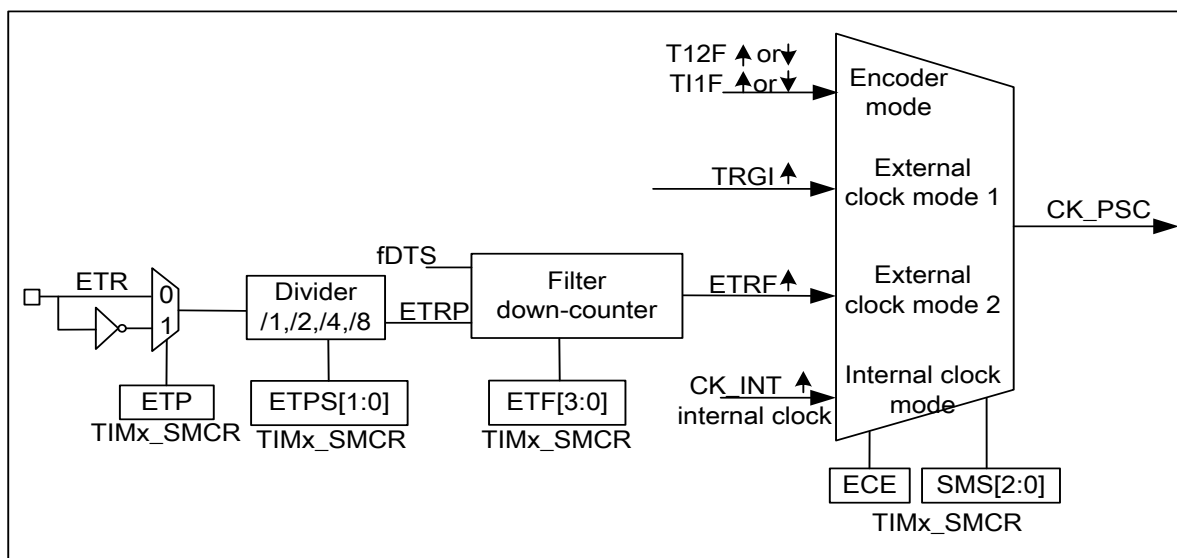 T12F or
TI1F or
Encoder
mode
TRGI
External
clock mode 1
CK_PSC
ETR
0
1
Divider
/1,/2,/4,/8
fDTS
ETRP
Filter
down-counter
ETRF
External
clock mode 2
CK_INT
internal clock
Internal clock
mode
ETP
TIMx_SMCR
ETPS[1:0]
TIMx_SMCR
ETF[3:0]
TIMx_SMCR
ECE
SMS[2:0]
TIMx_SMCR